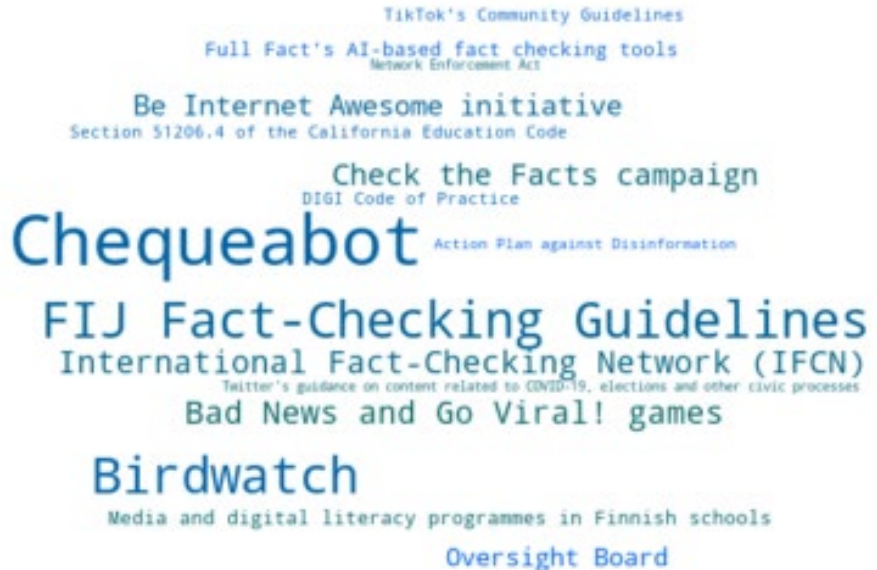 TikTok's Community Guidelines
Full Fact's AI-based fact checking tools
Network Enforcement Act
Be Internet Awesome initiative
Section 51206.4 of the California Education Code
Check the Facts campaign
DIGI Code of Practice
Chequeabot
Action Plan against Disinformation
FIJ Fact-Checking Guidelines
International Fact-Checking Network (IFCN)
Twitter's guidance on content related to COVID-19, elections and other civic processes
Bad News and Go Viral! games
Birdwatch
Media and digital literacy programmes in Finnish schools
Oversight Board